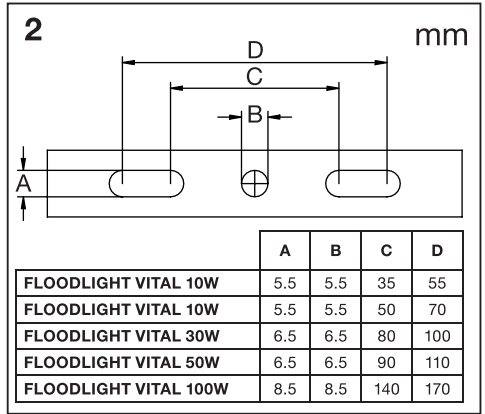 2
mm
D
C
B
A
A B C D
FLOODLIGHT VITAL 10W 5.5 5.5 35 55
FLOODLIGHT VITAL 10W 5.5 5.5 50 70
FLOODLIGHT VITAL 30W 6.5 6.5 80 100
FLOODLIGHT VITAL 50W 6.5 6.5 90 110
FLOODLIGHT VITAL 100W 8.5 8.5 140 170